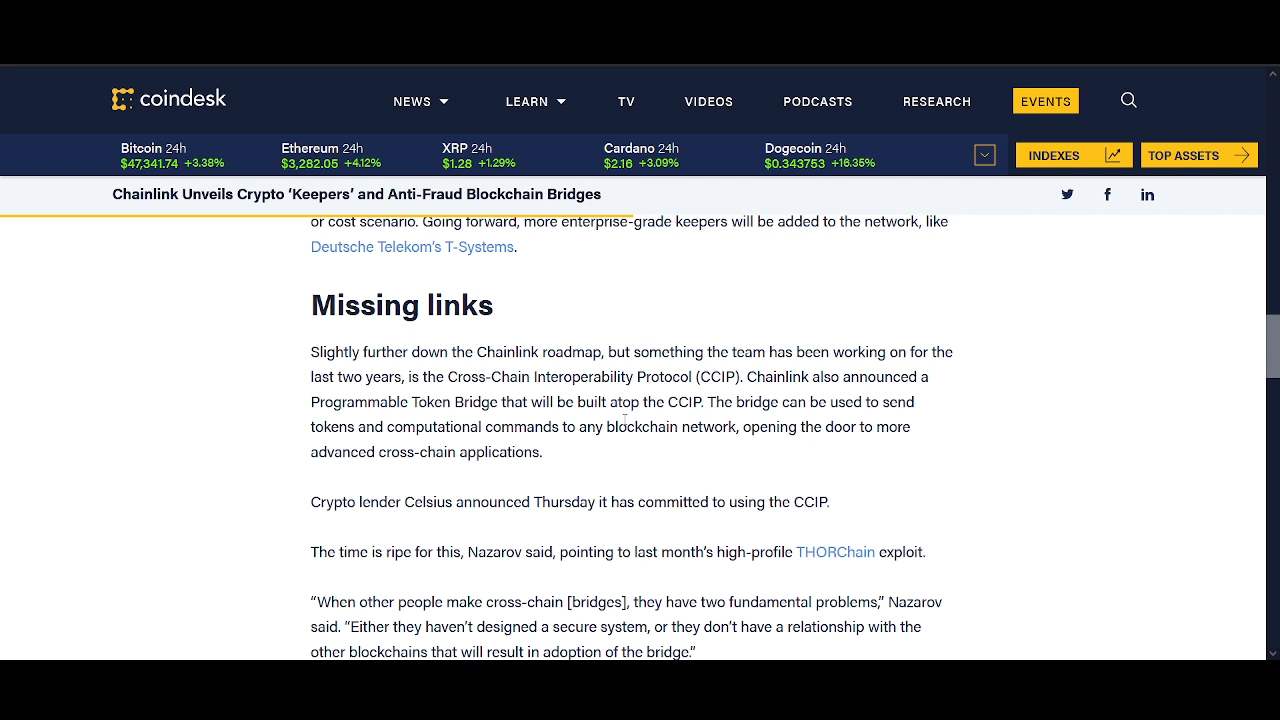 coindesk
NEWS LEARN TV VIDEOS PODCASTS RESEARCH EVENTS
Bitcoin 24h Ethereum 24h XRP 24h Cardano 24h Dogecoin 24h
$47,341.74 +3.38% $3,282.05 +4.12% $1.28 +1.29% $2.16 +3.09% $0.343753 +16.35%
INDEXES TOP ASSETS
Chainlink Unveils Crypto ‘Keepers’ and Anti-Fraud Blockchain Bridges
or cost scenario. Going forward, more enterprise-grade keepers will be added to the network, like
Deutsche Telekom’s T-Systems.
Missing links
Slightly further down the Chainlink roadmap, but something the team has been working on for the
last two years, is the Cross-Chain Interoperability Protocol (CCIP). Chainlink also announced a
Programmable Token Bridge that will be built atop the CCIP. The bridge can be used to send
tokens and computational commands to any blockchain network, opening the door to more
advanced cross-chain applications.
Crypto lender Celsius announced Thursday it has committed to using the CCIP.
The time is ripe for this, Nazarov said, pointing to last month’s high-profile THORChain exploit.
“When other people make cross-chain [bridges], they have two fundamental problems,” Nazarov
said. “Either they haven’t designed a secure system, or they don’t have a relationship with the
other blockchains that will result in adoption of the bridge.”